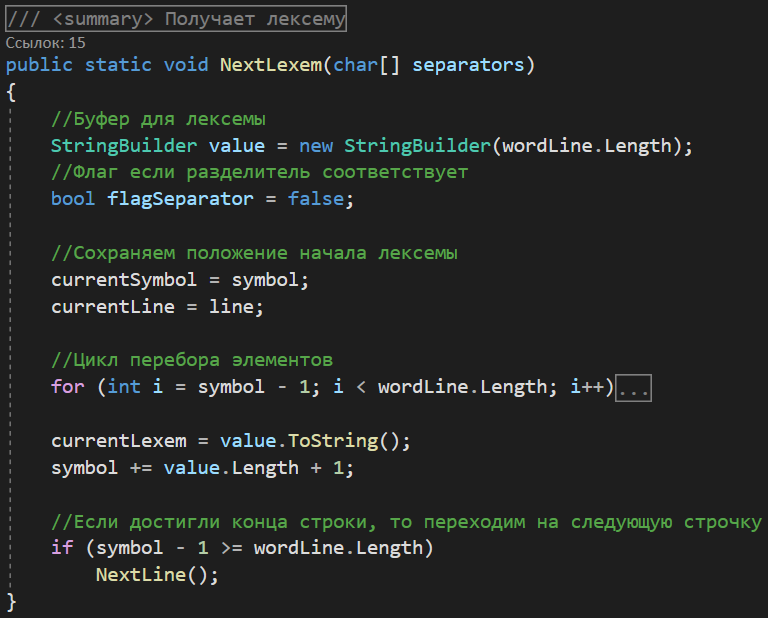 /// <summary> Получает лексему
Ссылок: 15
public static void NextLexem(char[] separators)
{
    //Буфер для лексемы
    StringBuilder value = new StringBuilder(wordLine.Length);
    //Флаг если разделитель соответствует
    bool flagSeparator = false;

    //Сохраняем положение начала лексемы
    currentSymbol = symbol;
    currentLine = line;

    //Цикл перебора элементов
    for (int i = symbol - 1; i < wordLine.Length; i++)...

    currentLexem = value.ToString();
    symbol += value.Length + 1;

    //Если достигли конца строки, то переходим на следующую строчку
    if (symbol - 1 >= wordLine.Length)
        NextLine();
}